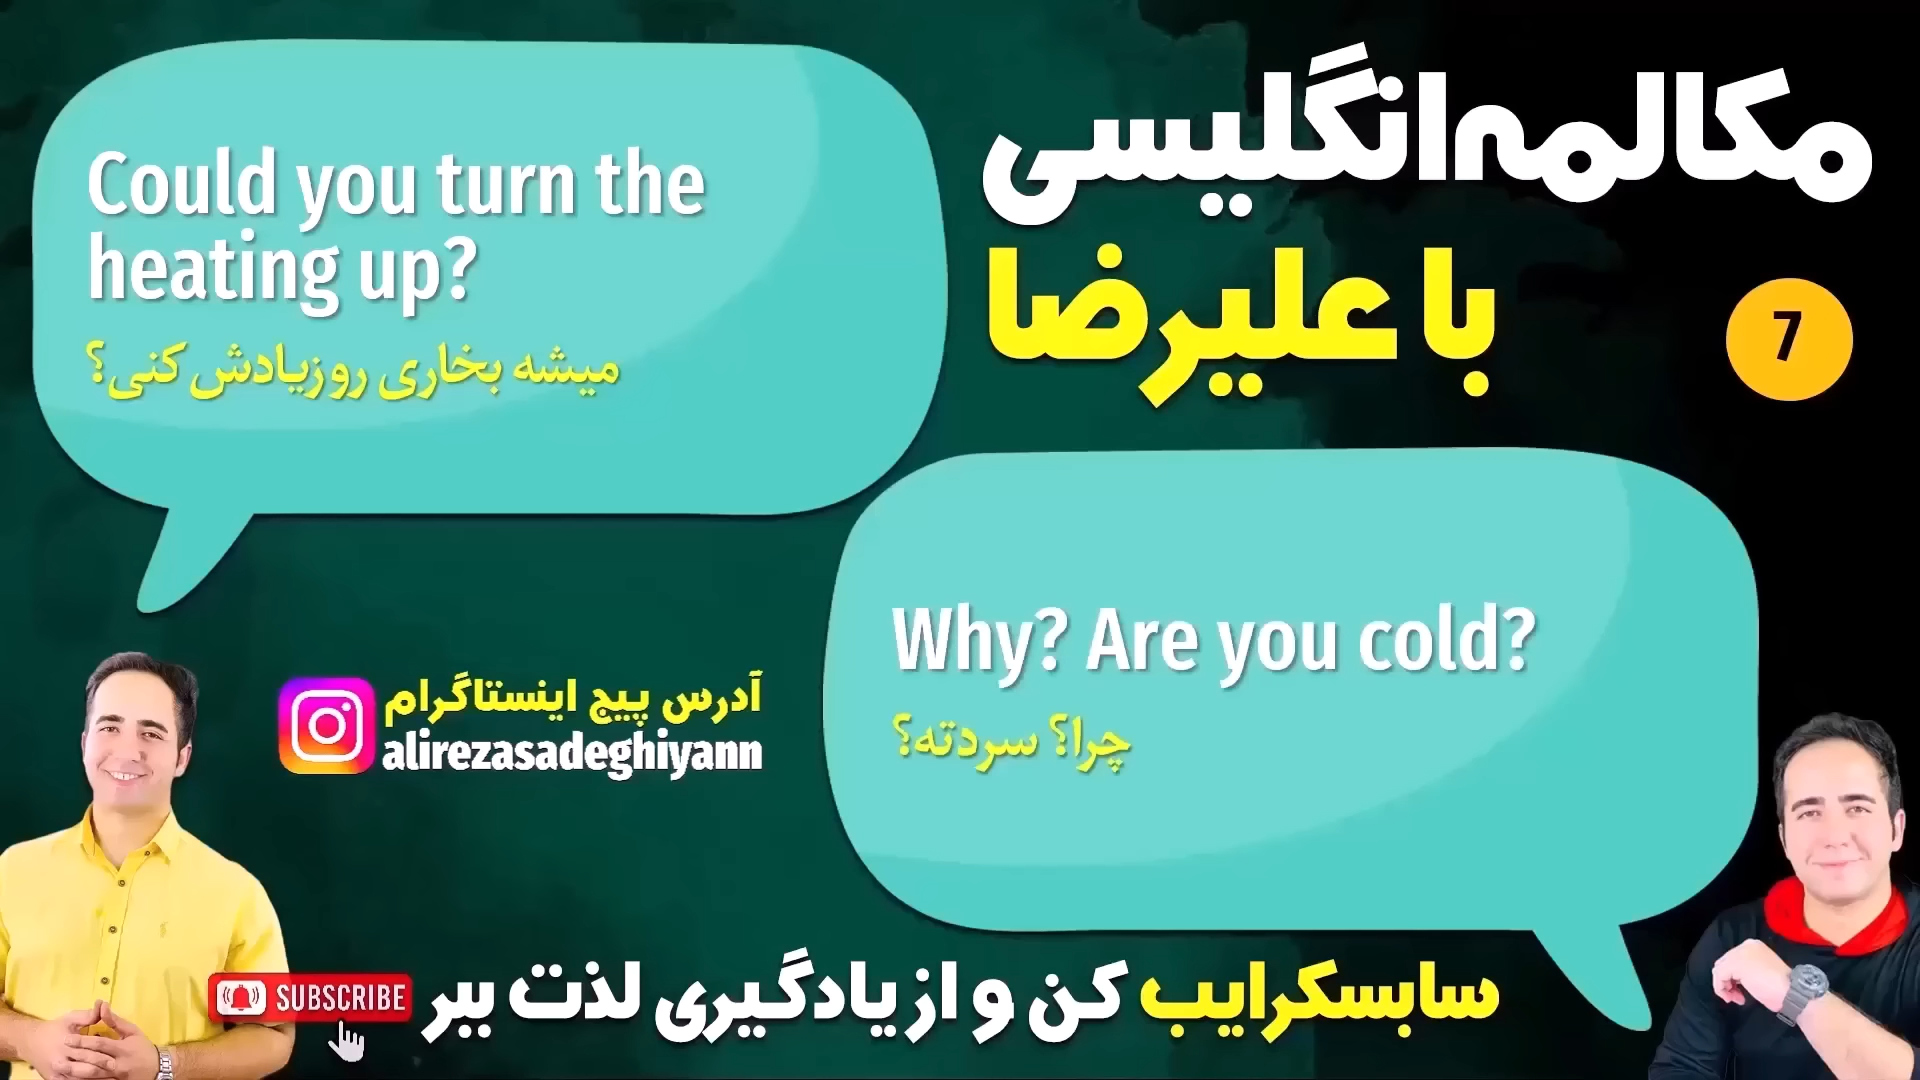 مکالمه انگلیسی
با علیرضا
7
Could you turn the
heating up?
میشه بخاری رو زیادش کنی؟
Why? Are you cold?
چرا؟ سردته؟
آدرس پیج اینستاگرام
alirezasadeghiyann
سابسکرایب کن و از یادگیری لذت ببر
SUBSCRIBE